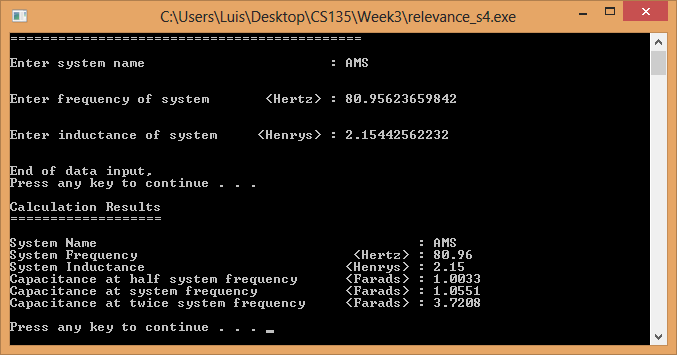 C:\Users\Luis\Desktop\CS135\Week3\relevance_s4.exe
============================================
Enter system name : AMS
Enter frequency of system <Hertz> : 80.95623659842
Enter inductance of system <Henrys> : 2.15442562232
End of data input,
Press any key to continue . . .
Calculation Results
===================
System Name : AMS
System Frequency <Hertz> : 80.96
System Inductance <Henrys> : 2.15
Capacitance at half system frequency <Farads> : 1.0033
Capacitance at system frequency <Farads> : 1.0551
Capacitance at twice system frequency <Farads> : 3.7208
Press any key to continue . . . _